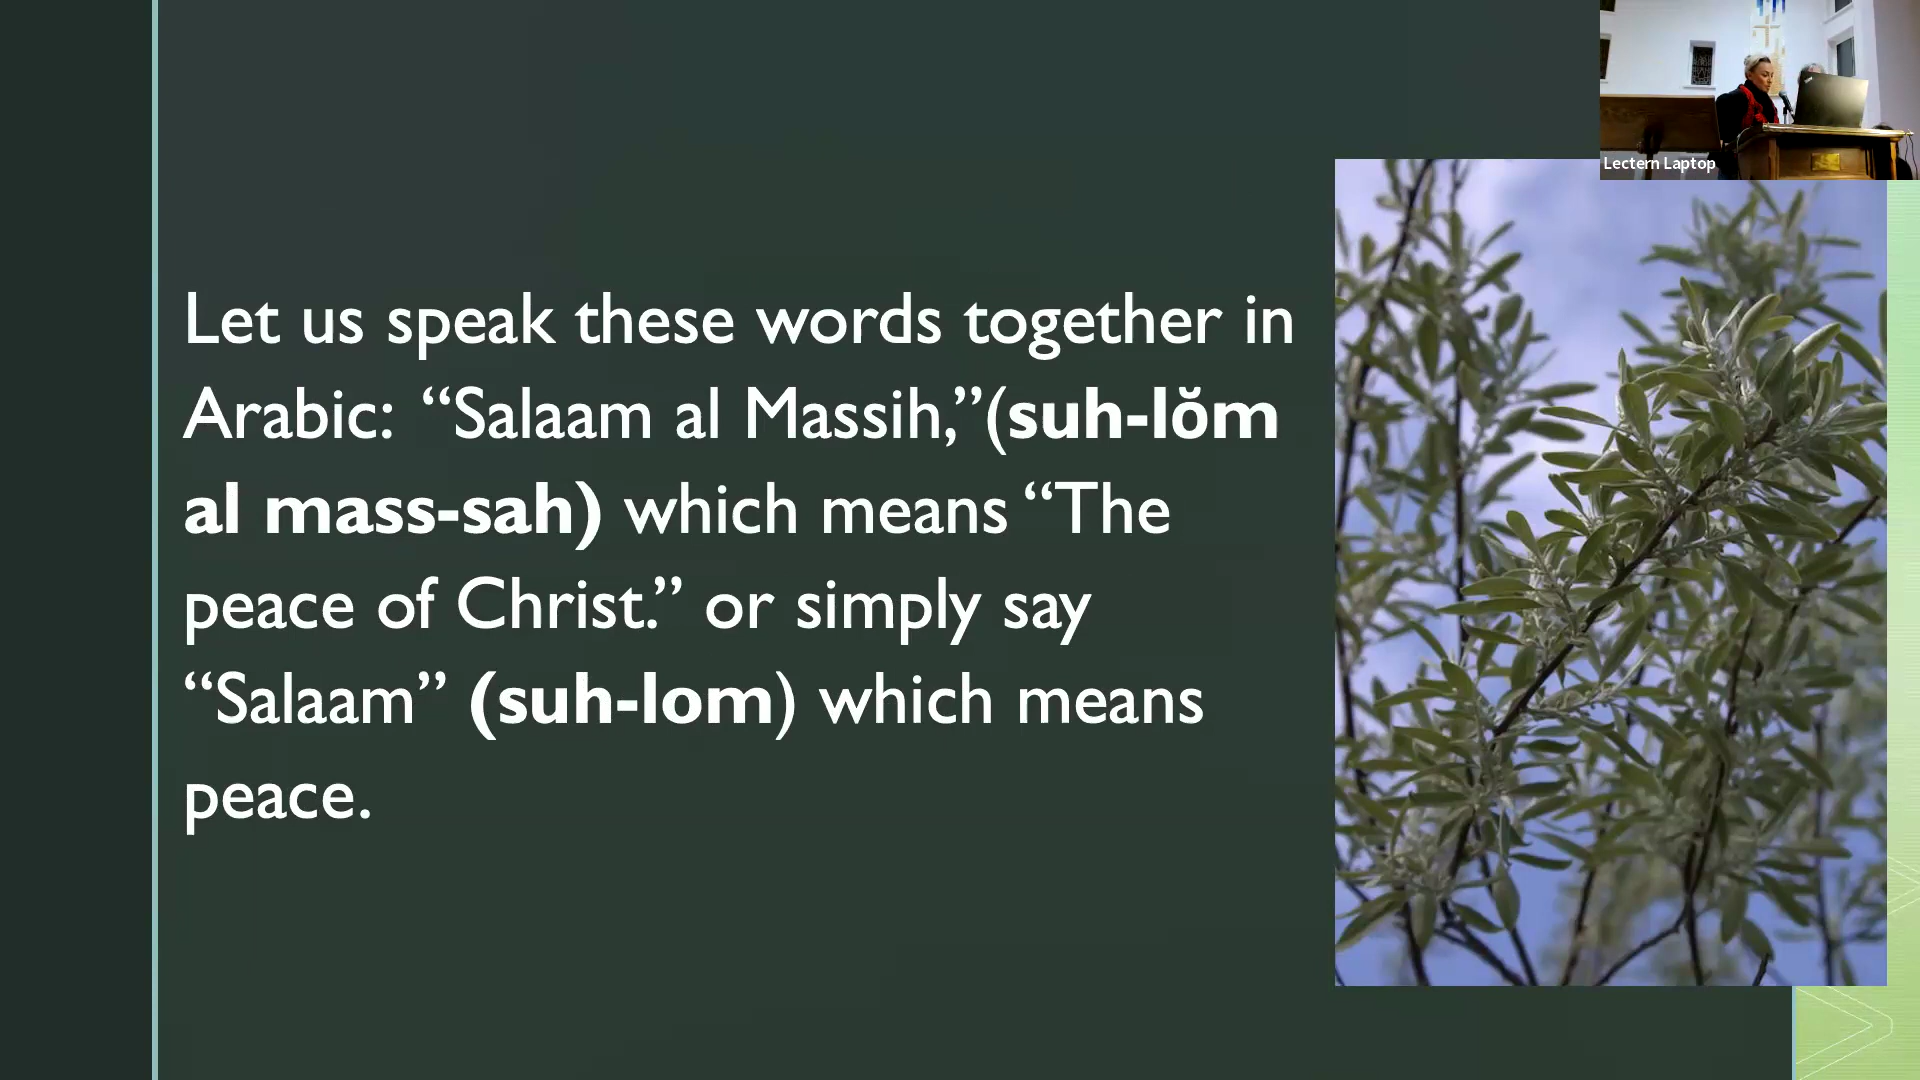 Lectern Laptop
Let us speak these words together in
Arabic: “Salaam al Massih,”(suh-lŏm
al mass-sah) which means “The
peace of Christ.” or simply say
“Salaam” (suh-lom) which means
peace.